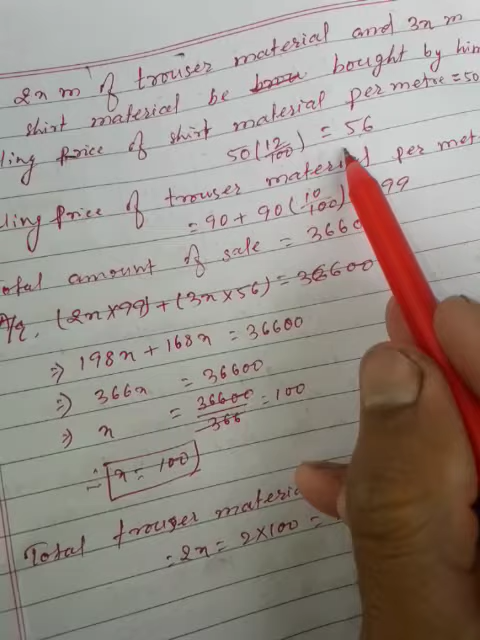 2x m of trouser material and 3x m
shirt material be bought by him
ling price of shirt material per metre = 50
50(12/100) = 56
ling price of trouser material per met
= 90 + 90(10/100) 99
otal amount of sale = 3660
A/q, (2x×99) + (3x×56) = 36600
⇒ 198x + 168x = 36600
⇒ 366x = 36600
⇒ x = 36600/366 = 100
∴ x = 100
Total trouser materia
= 2x = 2×100 =